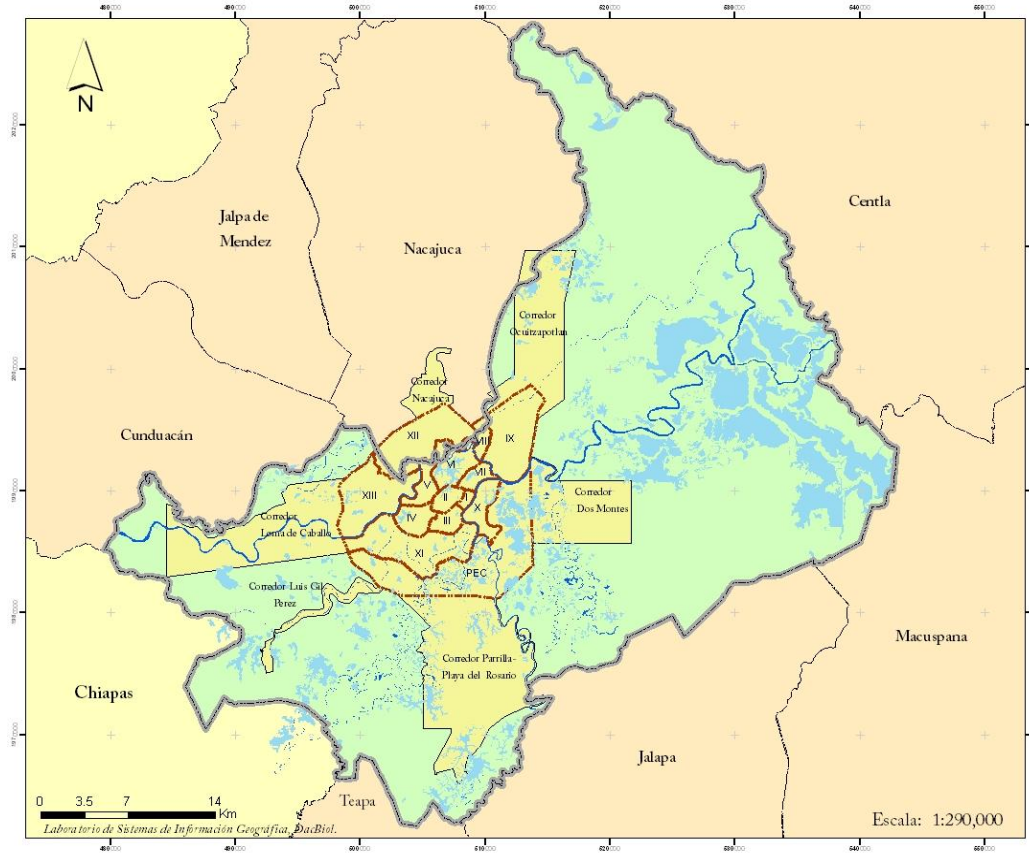 N
Jalpa de
Mendez
Nacajuca
Centla
Corredor
Ocuitzapotlan
Corredor
Nacajuca
Cunduacán
XII
VIII
IX
VI
VII
V
XIII
II
I
X
IV
III
Corredor
Dos Montes
Corredor
Loma de Caballo
XI
PEC
Corredor Luis Gil
Perez
Macuspana
Corredor Parrilla-
Playa del Rosario
Chiapas
Jalapa
Teapa
0 3.5 7 14
Km
Laboratorio de Sistemas de Información Geográfica, DacBiol.
Escala: 1:290,000